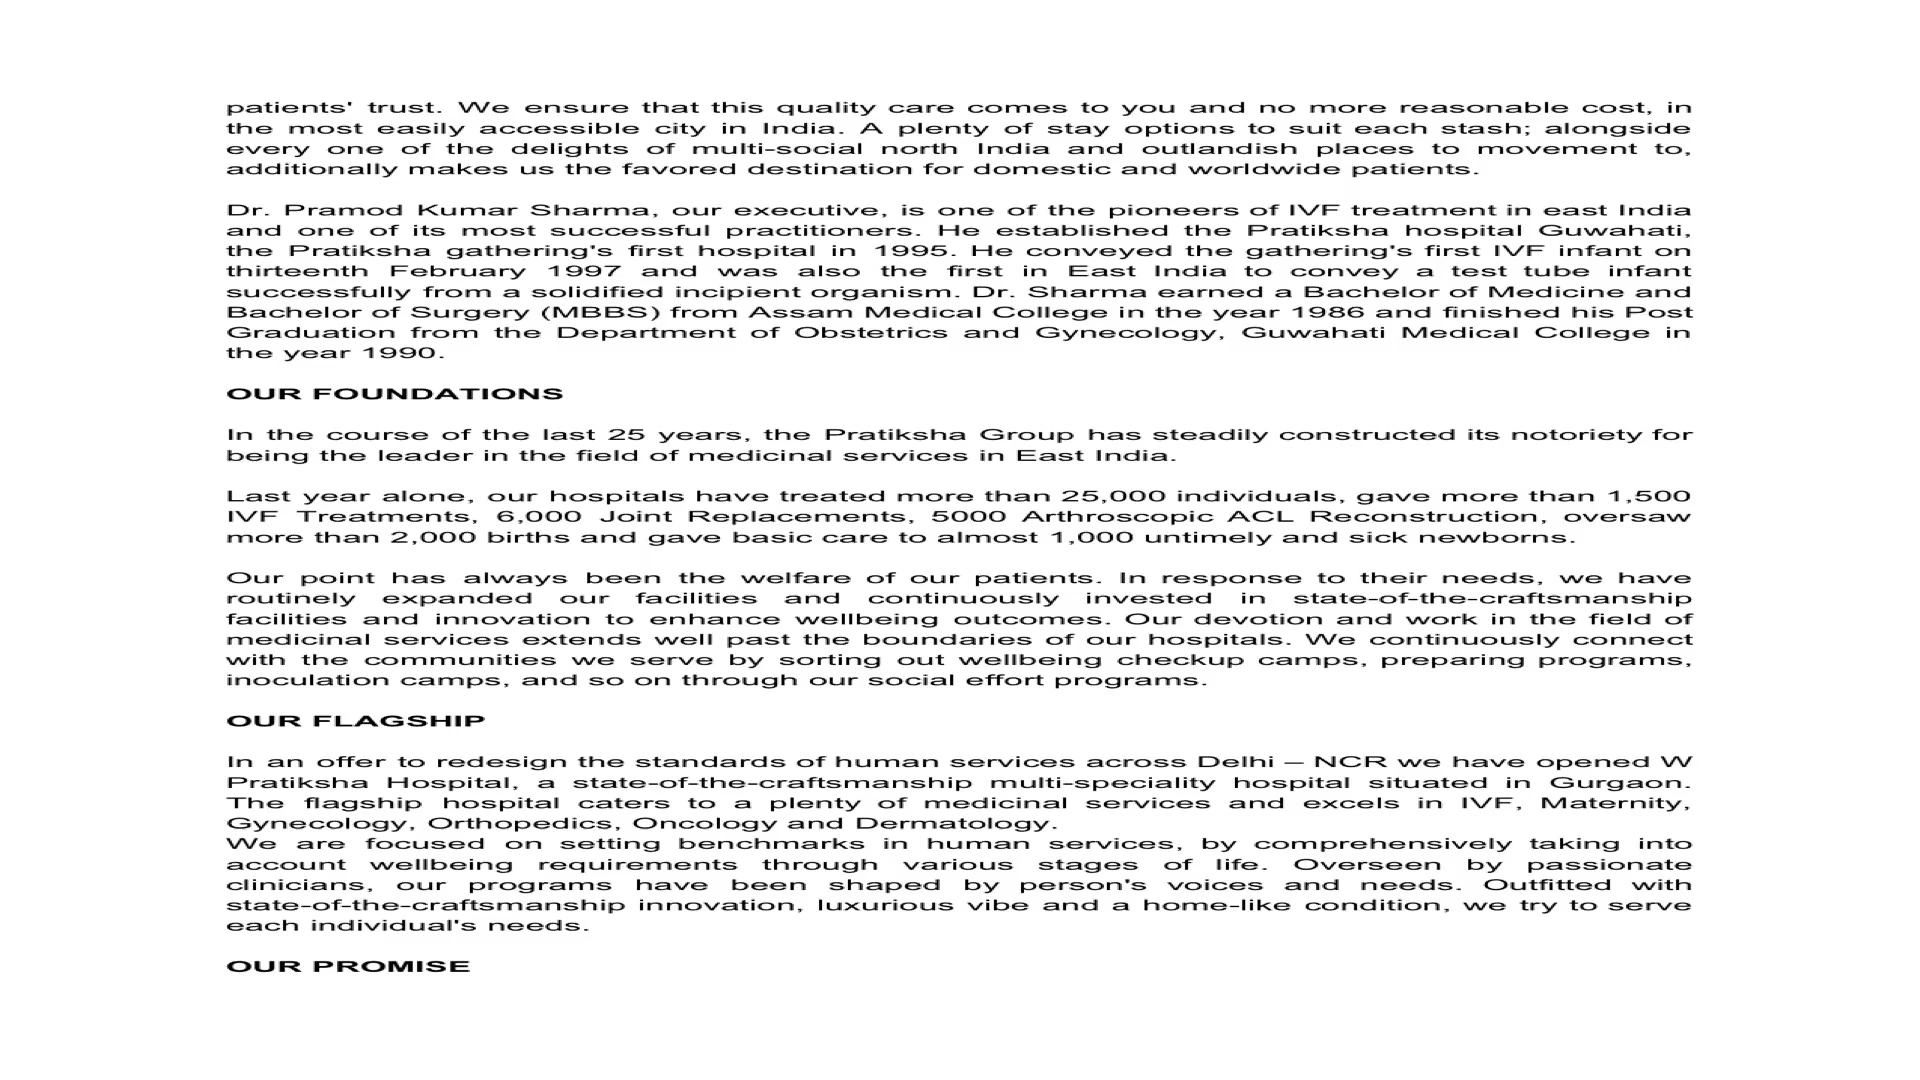 patients' trust. We ensure that this quality care comes to you and no more reasonable cost, in
the most easily accessible city in India. A plenty of stay options to suit each stash; alongside
every one of the delights of multi-social north India and outlandish places to movement to,
additionally makes us the favored destination for domestic and worldwide patients.
Dr. Pramod Kumar Sharma, our executive, is one of the pioneers of IVF treatment in east India
and one of its most successful practitioners. He established the Pratiksha hospital Guwahati,
the Pratiksha gathering's first hospital in 1995. He conveyed the gathering's first IVF infant on
thirteenth February 1997 and was also the first in East India to convey a test tube infant
successfully from a solidified incipient organism. Dr. Sharma earned a Bachelor of Medicine and
Bachelor of Surgery (MBBS) from Assam Medical College in the year 1986 and finished his Post
Graduation from the Department of Obstetrics and Gynecology, Guwahati Medical College in
the year 1990.
OUR FOUNDATIONS
In the course of the last 25 years, the Pratiksha Group has steadily constructed its notoriety for
being the leader in the field of medicinal services in East India.
Last year alone, our hospitals have treated more than 25,000 individuals, gave more than 1,500
IVF Treatments, 6,000 Joint Replacements, 5000 Arthroscopic ACL Reconstruction, oversaw
more than 2,000 births and gave basic care to almost 1,000 untimely and sick newborns.
Our point has always been the welfare of our patients. In response to their needs, we have
routinely expanded our facilities and continuously invested in state-of-the-craftsmanship
facilities and innovation to enhance wellbeing outcomes. Our devotion and work in the field of
medicinal services extends well past the boundaries of our hospitals. We continuously connect
with the communities we serve by sorting out wellbeing checkup camps, preparing programs,
inoculation camps, and so on through our social effort programs.
OUR FLAGSHIP
In an offer to redesign the standards of human services across Delhi – NCR we have opened W
Pratiksha Hospital, a state-of-the-craftsmanship multi-speciality hospital situated in Gurgaon.
The flagship hospital caters to a plenty of medicinal services and excels in IVF, Maternity,
Gynecology, Orthopedics, Oncology and Dermatology.
We are focused on setting benchmarks in human services, by comprehensively taking into
account wellbeing requirements through various stages of life. Overseen by passionate
clinicians, our programs have been shaped by person's voices and needs. Outfitted with
state-of-the-craftsmanship innovation, luxurious vibe and a home-like condition, we try to serve
each individual's needs.
OUR PROMISE